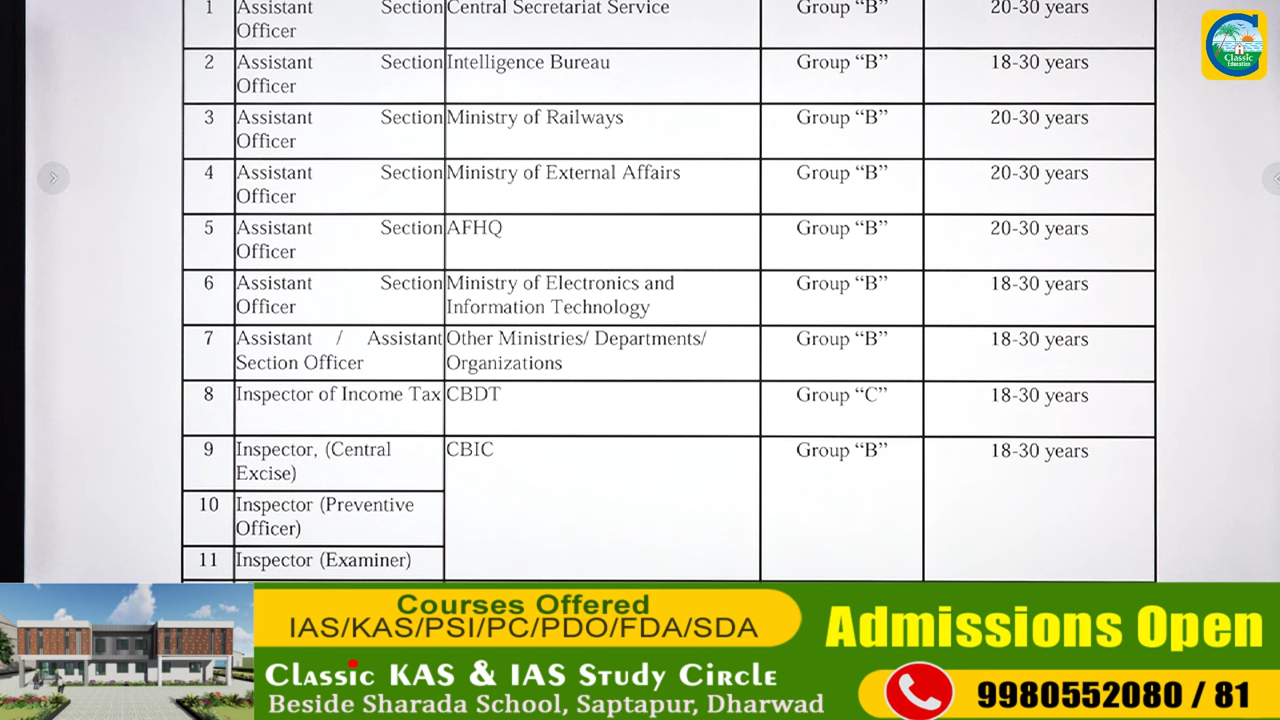 1 Assistant Section Central Secretariat Service Group “B” 20-30 years
Officer
2 Assistant Section Intelligence Bureau Group “B” 18-30 years
Officer
3 Assistant Section Ministry of Railways Group “B” 20-30 years
Officer
4 Assistant Section Ministry of External Affairs Group “B” 20-30 years
Officer
5 Assistant Section AFHQ Group “B” 20-30 years
Officer
6 Assistant Section Ministry of Electronics and Group “B” 18-30 years
Officer Information Technology
7 Assistant / Assistant Other Ministries/ Departments/ Group “B” 18-30 years
Section Officer Organizations
8 Inspector of Income Tax CBDT Group “C” 18-30 years
9 Inspector, (Central CBIC Group “B” 18-30 years
Excise)
10 Inspector (Preventive
Officer)
11 Inspector (Examiner)
Classic
Education
Courses Offered
IAS/KAS/PSI/PC/PDO/FDA/SDA
Classic KAS & IAS Study Circle
Beside Sharada School, Saptapur, Dharwad
Admissions Open
9980552080 / 81